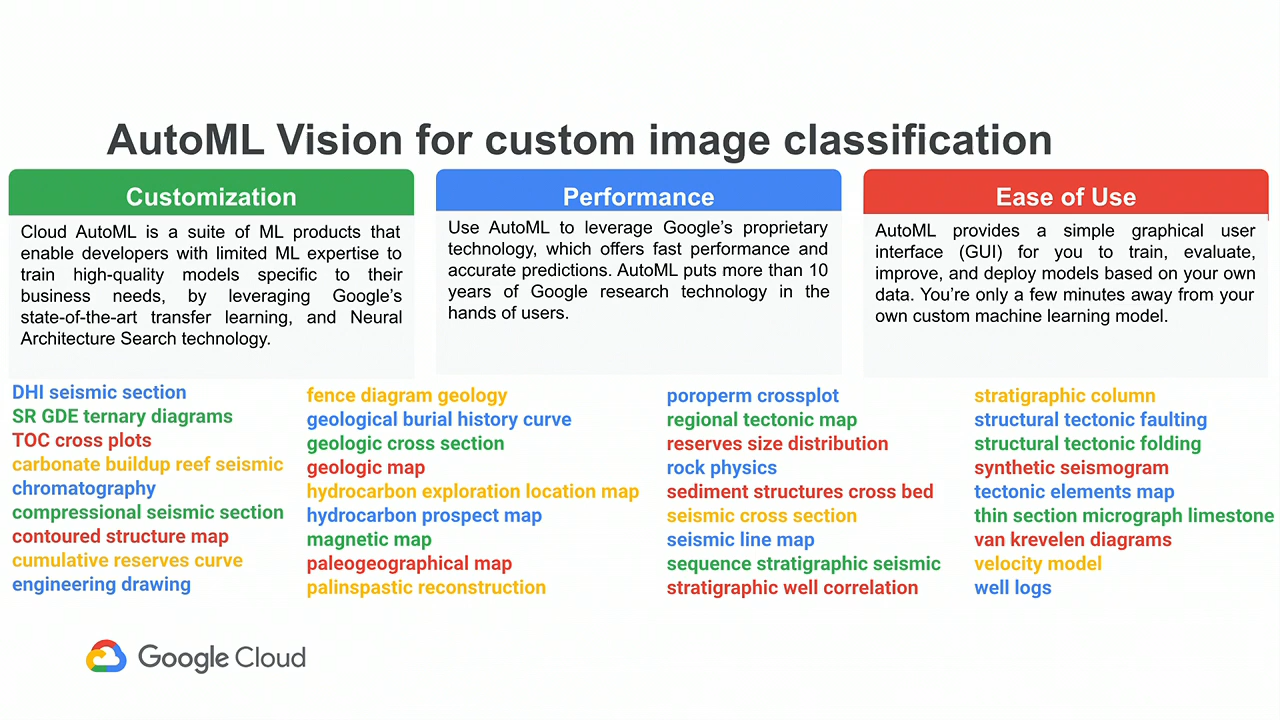 AutoML Vision for custom image classification
Customization
Cloud AutoML is a suite of ML products that
enable developers with limited ML expertise to
train high-quality models specific to their
business needs, by leveraging Google’s
state-of-the-art transfer learning, and Neural
Architecture Search technology.
Performance
Use AutoML to leverage Google’s proprietary
technology, which offers fast performance and
accurate predictions. AutoML puts more than 10
years of Google research technology in the
hands of users.
Ease of Use
AutoML provides a simple graphical user
interface (GUI) for you to train, evaluate,
improve, and deploy models based on your own
data. You’re only a few minutes away from your
own custom machine learning model.
DHI seismic section
SR GDE ternary diagrams
TOC cross plots
carbonate buildup reef seismic
chromatography
compressional seismic section
contoured structure map
cumulative reserves curve
engineering drawing
fence diagram geology
geological burial history curve
geologic cross section
geologic map
hydrocarbon exploration location map
hydrocarbon prospect map
magnetic map
paleogeographical map
palinspastic reconstruction
poroperm crossplot
regional tectonic map
reserves size distribution
rock physics
sediment structures cross bed
seismic cross section
seismic line map
sequence stratigraphic seismic
stratigraphic well correlation
stratigraphic column
structural tectonic faulting
structural tectonic folding
synthetic seismogram
tectonic elements map
thin section micrograph limestone
van krevelen diagrams
velocity model
well logs
Google Cloud